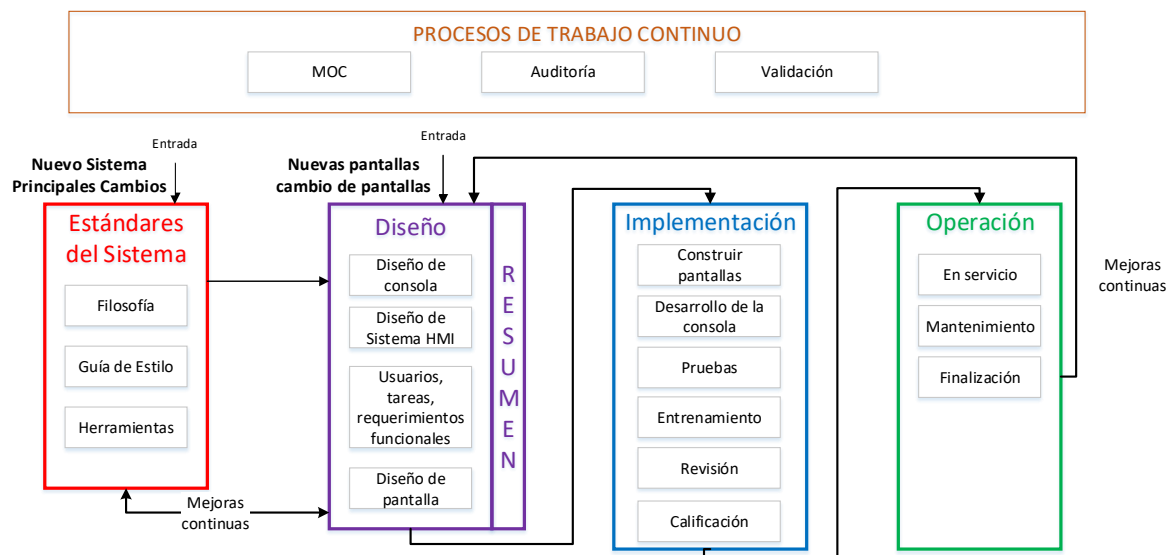 PROCESOS DE TRABAJO CONTINUO
MOC
Auditoría
Validación
Entrada
Nuevo Sistema
Principales Cambios
Entrada
Nuevas pantallas
cambio de pantallas
Estándares
del Sistema
Filosofía
Guía de Estilo
Herramientas
Mejoras
continuas
Diseño
Diseño de
consola
Diseño de
Sistema HMI
Usuarios,
tareas,
requerimientos
funcionales
Diseño de
pantalla
RESUMEN
Implementación
Construir
pantallas
Desarrollo de la
consola
Pruebas
Entrenamiento
Revisión
Calificación
Operación
En servicio
Mantenimiento
Finalización
Mejoras
continuas